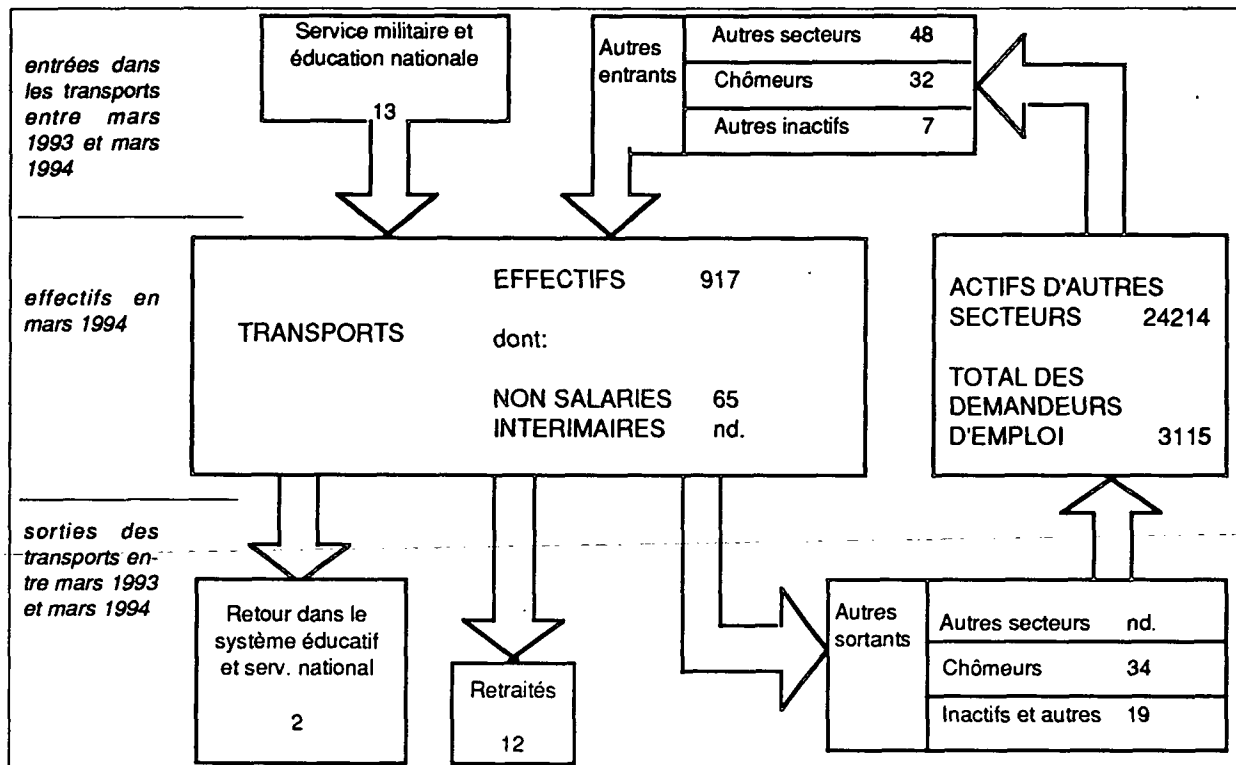 entrées dans
les transports
entre mars
1993 et mars
1994
Service militaire et
éducation nationale
13
Autres
entrants
Autres secteurs 48
Chômeurs 32
Autres inactifs 7
effectifs en
mars 1994
TRANSPORTS
EFFECTIFS 917
dont:
NON SALARIES 65
INTERIMAIRES nd.
ACTIFS D'AUTRES
SECTEURS 24214
TOTAL DES
DEMANDEURS
D'EMPLOI 3115
sorties des
transports en-
tre mars 1993
et mars 1994
Retour dans le
système éducatif
et serv. national
2
Retraités
12
Autres
sortants
Autres secteurs nd.
Chômeurs 34
Inactifs et autres 19